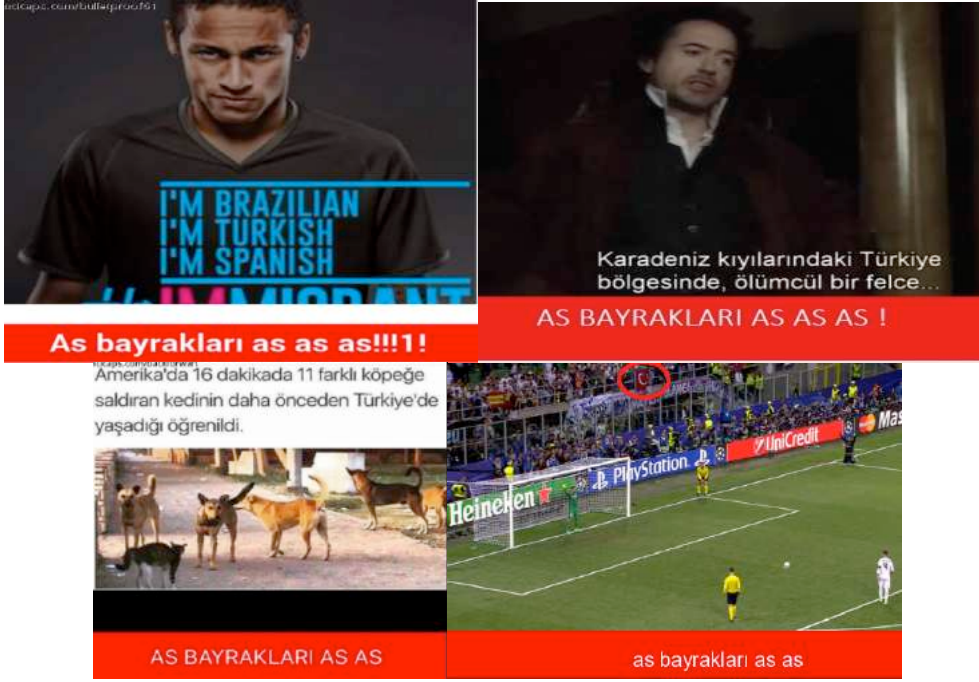 I'M BRAZILIAN
I'M TURKISH
I'M SPANISH
IMMIGRANT
As bayrakları as as as!!!1!
Karadeniz kıyılarındaki Türkiye
bölgesinde, ölümcül bir felce...
AS BAYRAKLARI AS AS AS !
Amerika'da 16 dakikada 11 farklı köpeğe
saldıran kedinin daha önceden Türkiye'de
yaşadığı öğrenildi.
AS BAYRAKLARI AS AS
Heineken
PlayStation
UniCredit
Mas
as bayrakları as as